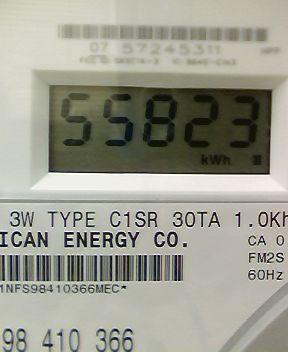 07 57245311
55823
kWh
3W TYPE C1SR 30TA 1.0Kh
ICAN ENERGY CO.
CA 0
FM2S
60Hz
1NFS98410366MEC*
98 410 366